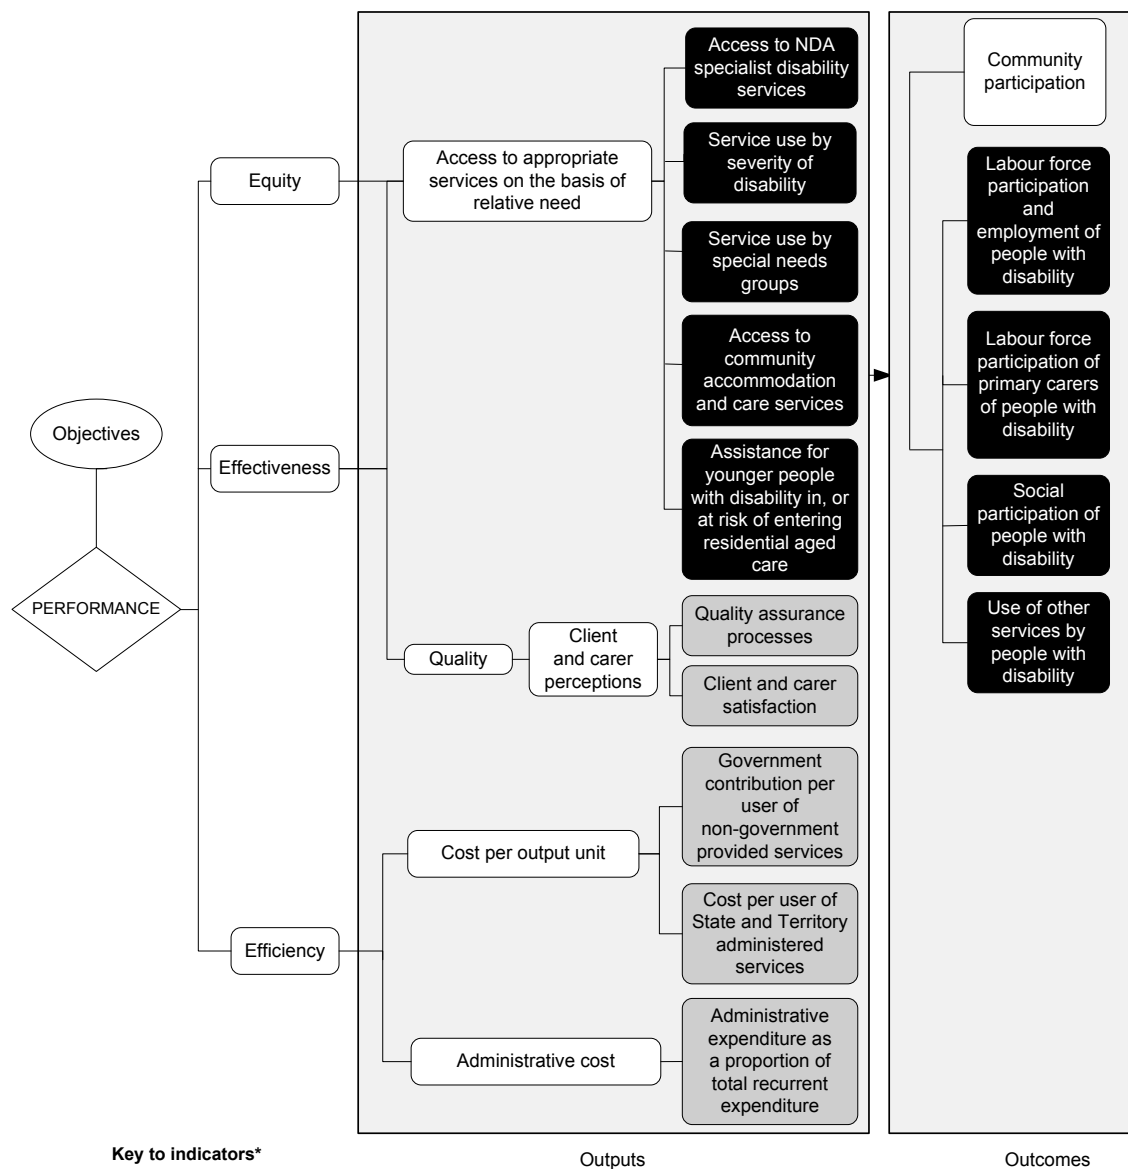 Objectives
PERFORMANCE
Equity
Effectiveness
Efficiency
Access to appropriate
services on the basis of
relative need
Quality
Client
and carer
perceptions
Cost per output unit
Administrative cost
Access to NDA
specialist disability
services
Service use by
severity of
disability
Service use by
special needs
groups
Access to
community
accommodation
and care services
Assistance for
younger people
with disability in, or
at risk of entering
residential aged
care
Quality assurance
processes
Client and carer
satisfaction
Government
contribution per
user of
non-government
provided services
Cost per user of
State and Territory
administered
services
Administrative
expenditure as
a proportion of
total recurrent
expenditure
Community
participation
Labour force
participation
and
employment of
people with
disability
Labour force
participation of
primary carers
of people with
disability
Social
participation of
people with
disability
Use of other
services by
people with
disability
Key to indicators*
Outputs
Outcomes